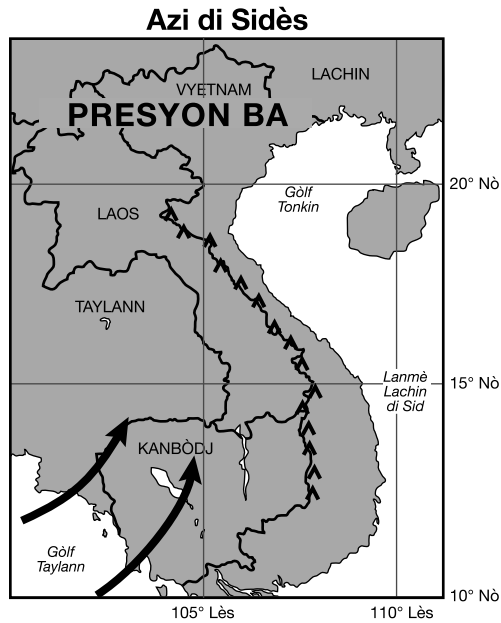 Azi di Sidès
LACHIN
VYETNAM
PRESYON BA
20° Nò
Gòlf
Tonkin
LAOS
TAYLANN
Lanmè
Lachin
di Sid
15° Nò
KANBÒDJ
Gòlf
Taylann
10° Nò
105° Lès
110° Lès